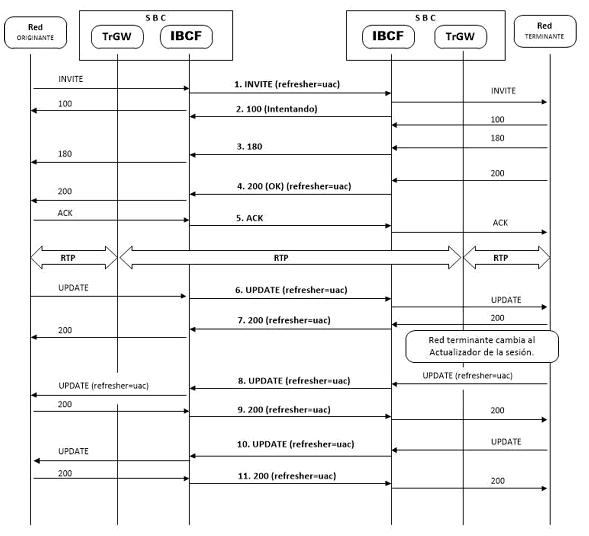 S B C
S B C
Red
ORIGINANTE
TrGW
IBCF
IBCF
TrGW
Red
TERMINANTE
INVITE
1. INVITE (refresher=uac)
INVITE
100
2. 100 (Intentando)
100
180
3. 180
180
200
4. 200 (OK) (refresher=uac)
200
ACK
5. ACK
ACK
RTP
RTP
RTP
UPDATE
6. UPDATE (refresher=uac)
UPDATE
200
7. 200 (refresher=uac)
200
Red terminante cambia al
Actualizador de la sesión.
UPDATE (refresher=uac)
8. UPDATE (refresher=uac)
UPDATE (refresher=uac)
200
9. 200 (refresher=uac)
200
UPDATE
10. UPDATE (refresher=uac)
UPDATE
200
11. 200 (refresher=uac)
200